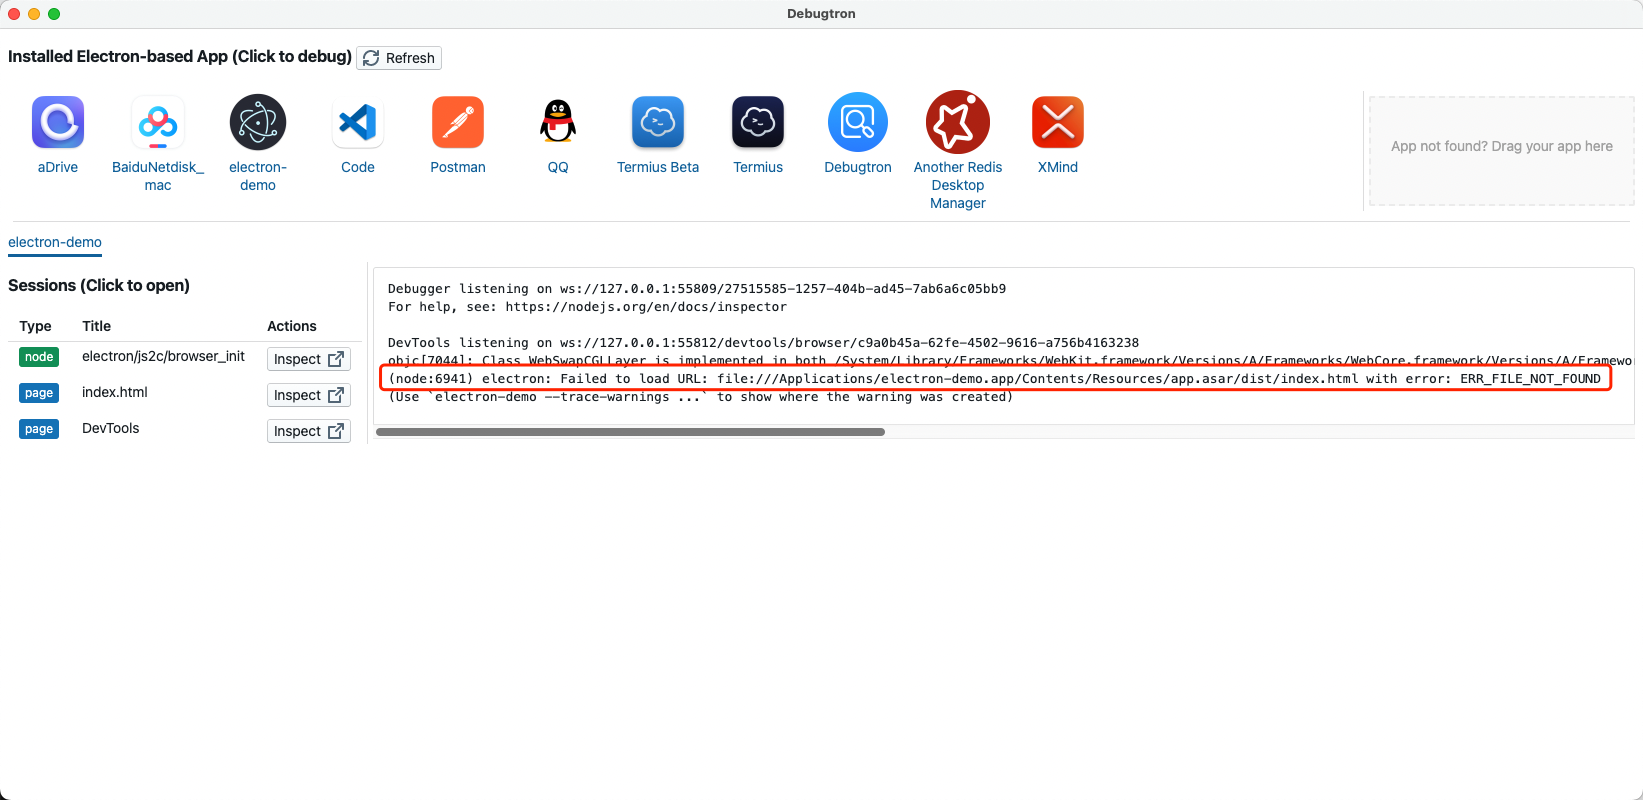 Debugtron
Installed Electron-based App (Click to debug)
Refresh
aDrive
BaiduNetdisk_
mac
electron-
demo
Code
Postman
QQ
Termius Beta
Termius
Debugtron
Another Redis
Desktop
Manager
XMind
App not found? Drag your app here
electron-demo
Sessions (Click to open)
Type Title Actions
node electron/js2c/browser_init Inspect
page index.html Inspect
page DevTools Inspect
Debugger listening on ws://127.0.0.1:55809/27515585-1257-404b-ad45-7ab6a6c05bb9
For help, see: https://nodejs.org/en/docs/inspector
DevTools listening on ws://127.0.0.1:55812/devtools/browser/c9a0b45a-62fe-4502-9616-a756b4163238
objc[7044]: Class WebSwapCGLLayer is implemented in both /System/Library/Frameworks/WebKit.framework/Versions/A/Frameworks/WebCore.framework/Versions/A/Framewor
(node:6941) electron: Failed to load URL: file:///Applications/electron-demo.app/Contents/Resources/app.asar/dist/index.html with error: ERR_FILE_NOT_FOUND
(Use `electron-demo --trace-warnings ...` to show where the warning was created)